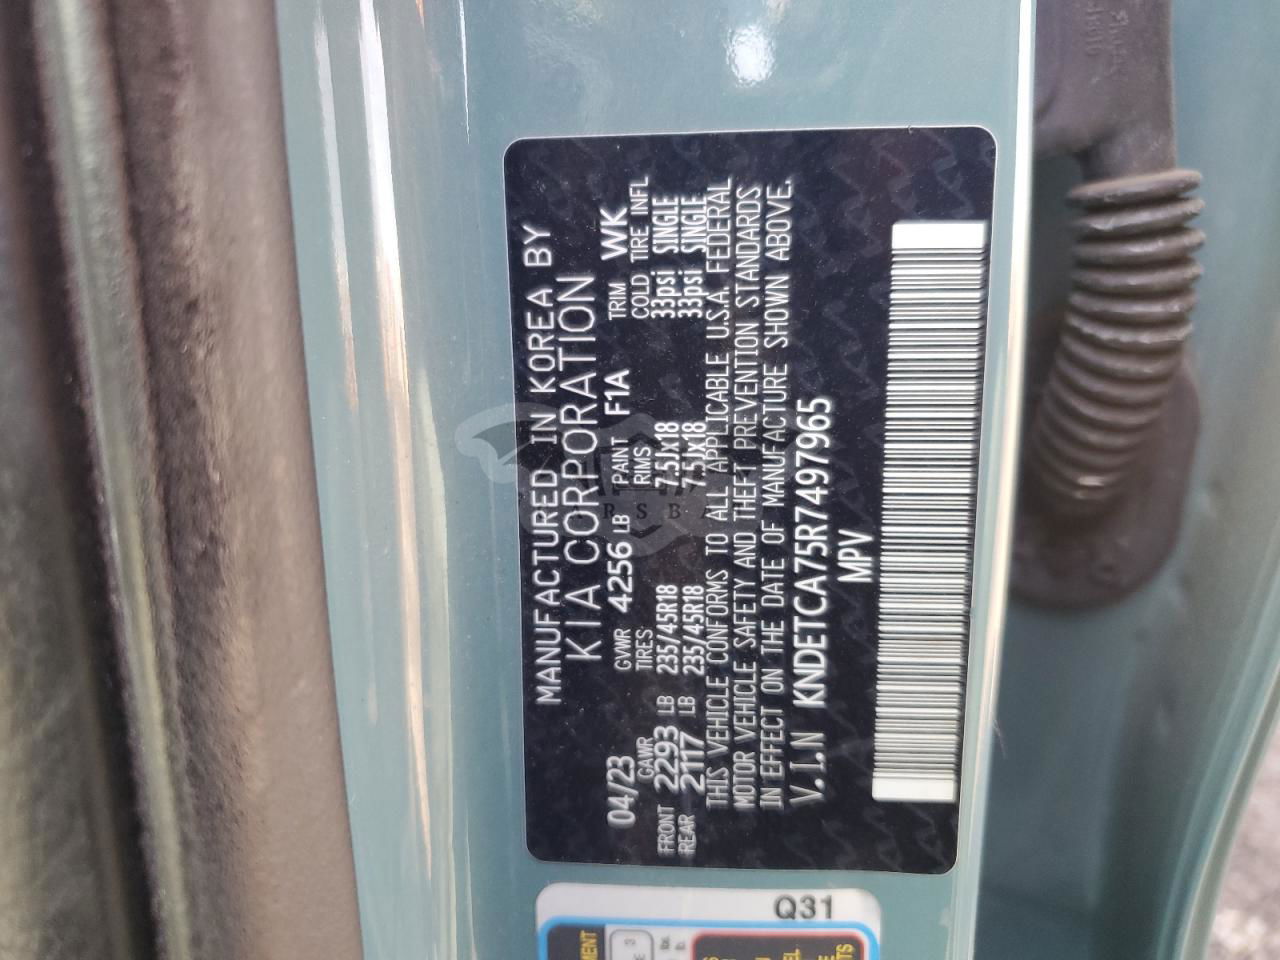 MANUFACTURED IN KOREA BY
KIA CORPORATION
04/23 GVWR 4256 LB PAINT F1A TRIM WK
GAWR TIRES RIMS COLD TIRE INFL
FRONT 2293 LB 235/45R18 7.5JX18 33psi SINGLE
REAR 2117 LB 235/45R18 7.5JX18 33psi SINGLE
THIS VEHICLE CONFORMS TO ALL APPLICABLE U.S.A. FEDERAL
MOTOR VEHICLE SAFETY AND THEFT PREVENTION STANDARDS
IN EFFECT ON THE DATE OF MANUFACTURE SHOWN ABOVE.
V.I.N KNDETCA75R7497965
MPV
Q31